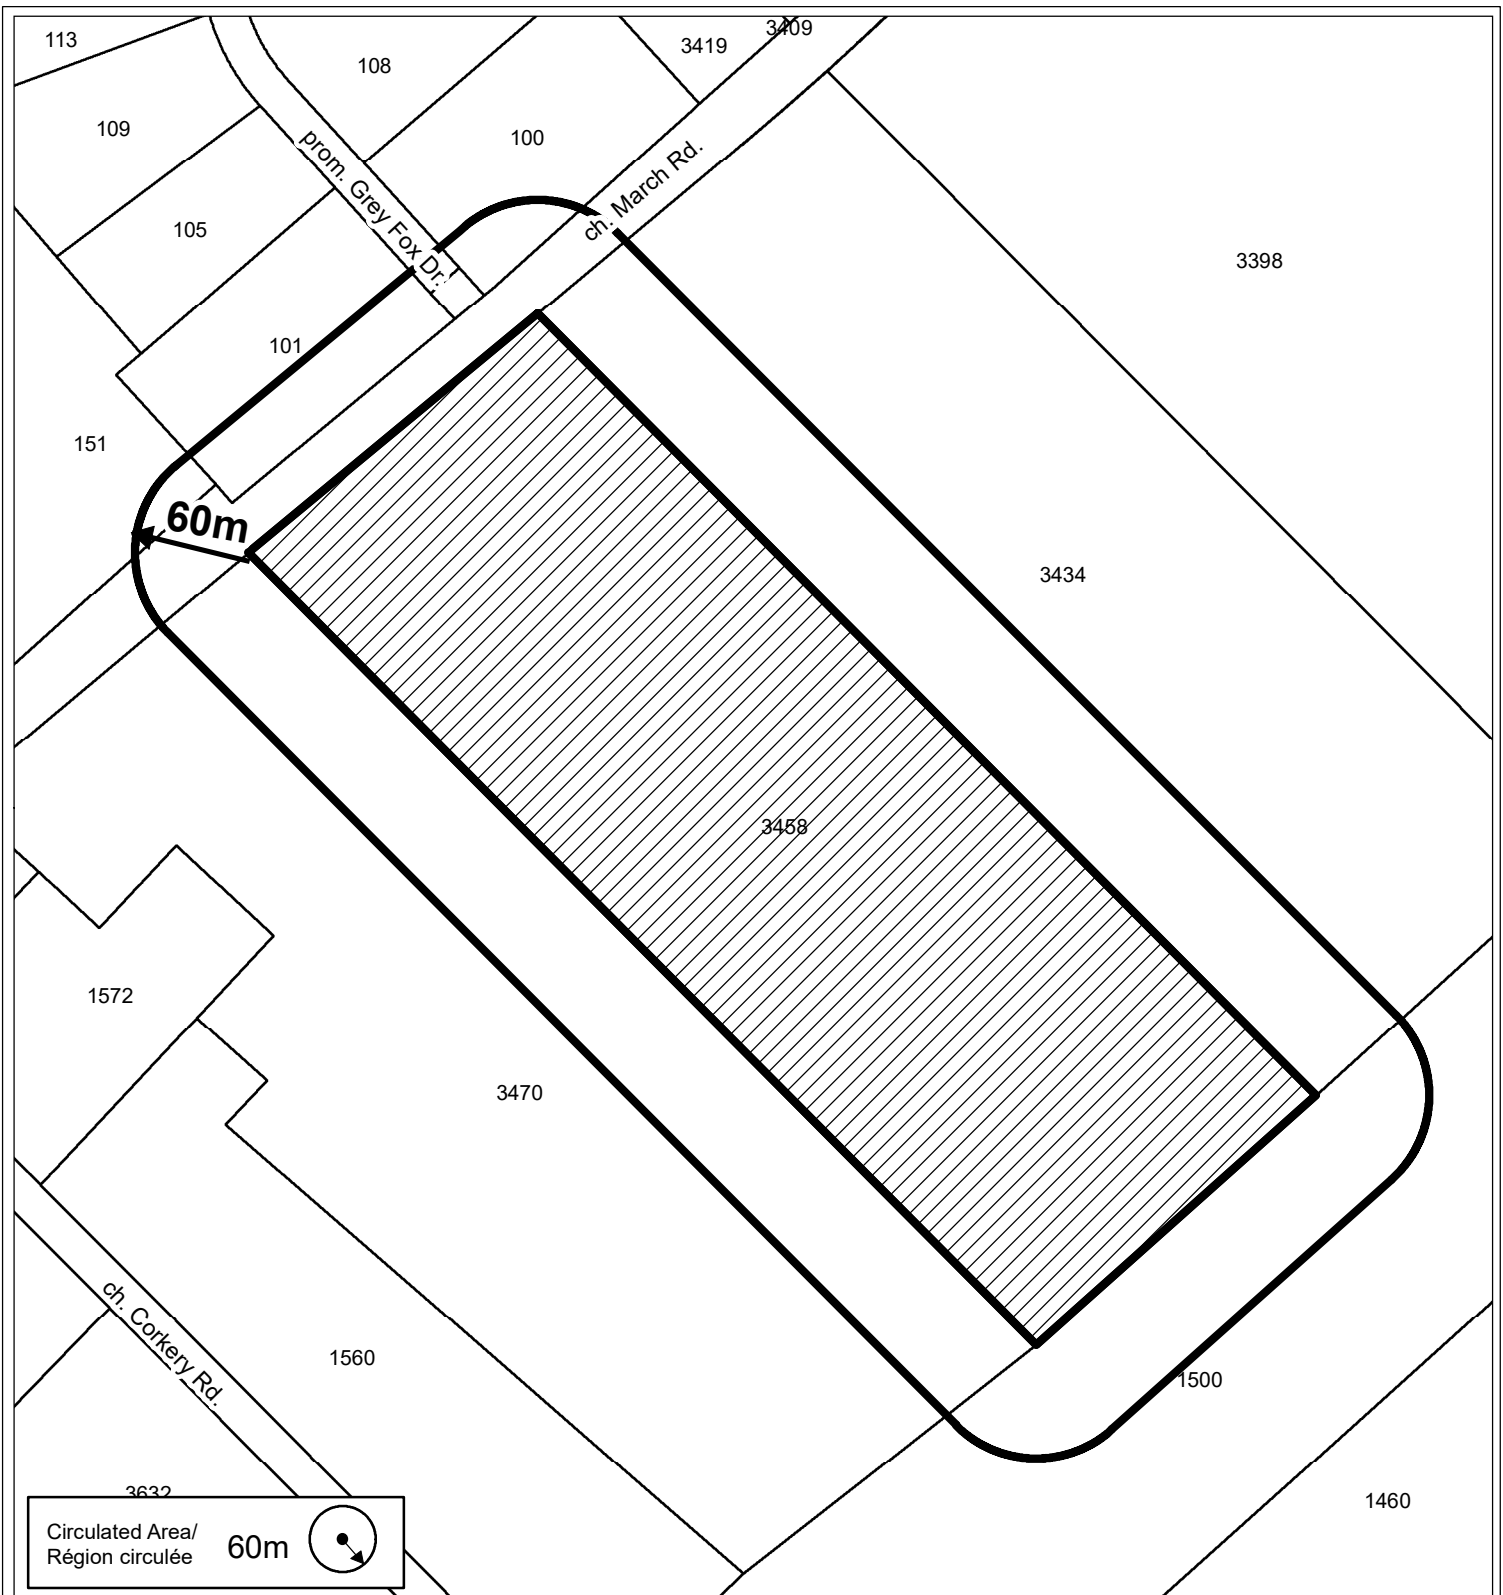 113
3409
3419
108
109
100
prom. Grey Fox Dr.
ch. March Rd.
105
3398
101
151
60m
3434
3458
1572
3470
ch. Corkery Rd.
1560
1500
3632
1460
Circulated Area/
Région circulée
60m